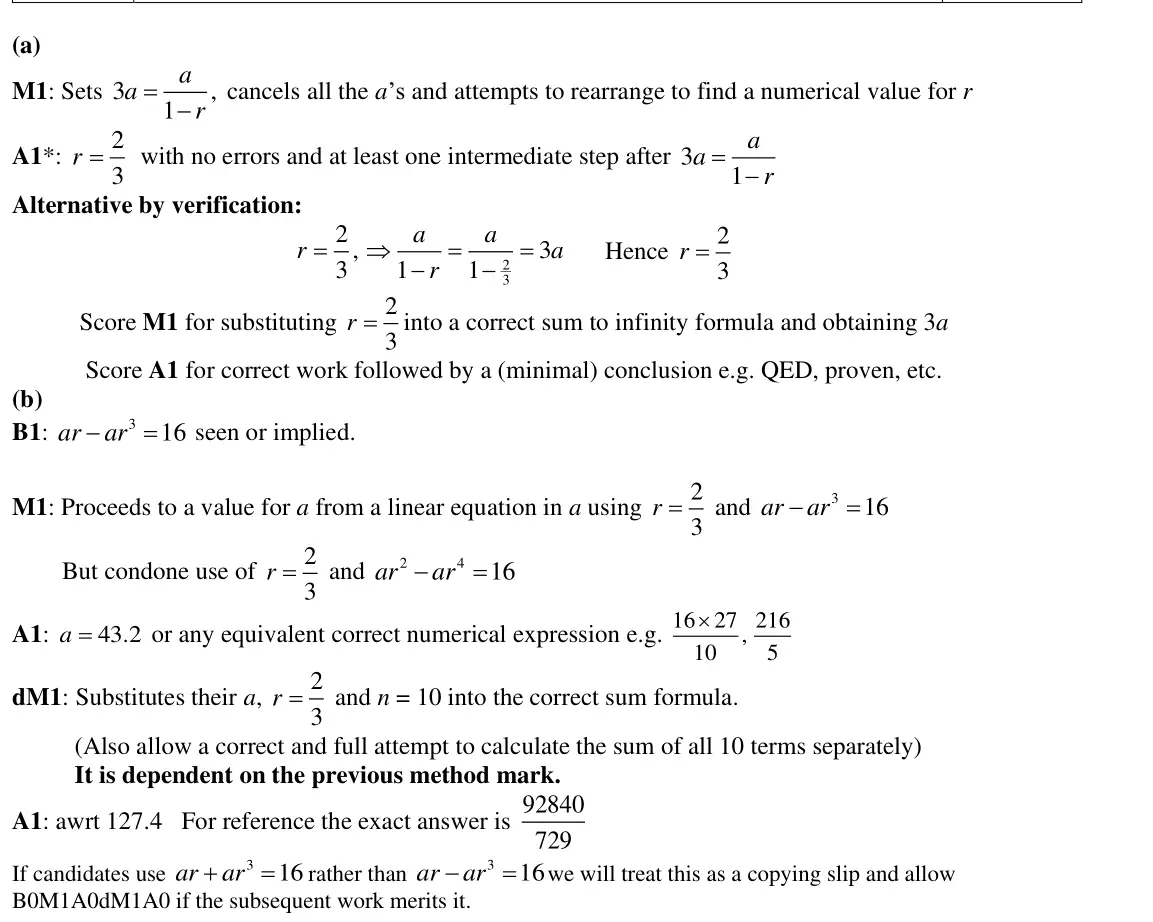 (a)
M1: Sets 3a = a/(1 − r), cancels all the a’s and attempts to rearrange to find a numerical value for r
A1*: r = 2/3 with no errors and at least one intermediate step after 3a = a/(1 − r)
Alternative by verification:
r = 2/3, ⇒ a/(1 − r) = a/(1 − 2/3) = 3a Hence r = 2/3
Score M1 for substituting r = 2/3 into a correct sum to infinity formula and obtaining 3a
Score A1 for correct work followed by a (minimal) conclusion e.g. QED, proven, etc.
(b)
B1: ar − ar³ = 16 seen or implied.
M1: Proceeds to a value for a from a linear equation in a using r = 2/3 and ar − ar³ = 16
But condone use of r = 2/3 and ar² − ar⁴ = 16
A1: a = 43.2 or any equivalent correct numerical expression e.g. (16 × 27)/10, 216/5
dM1: Substitutes their a, r = 2/3 and n = 10 into the correct sum formula.
(Also allow a correct and full attempt to calculate the sum of all 10 terms separately)
It is dependent on the previous method mark.
A1: awrt 127.4 For reference the exact answer is 92840/729
If candidates use ar + ar³ = 16 rather than ar − ar³ = 16 we will treat this as a copying slip and allow
B0M1A0dM1A0 if the subsequent work merits it.